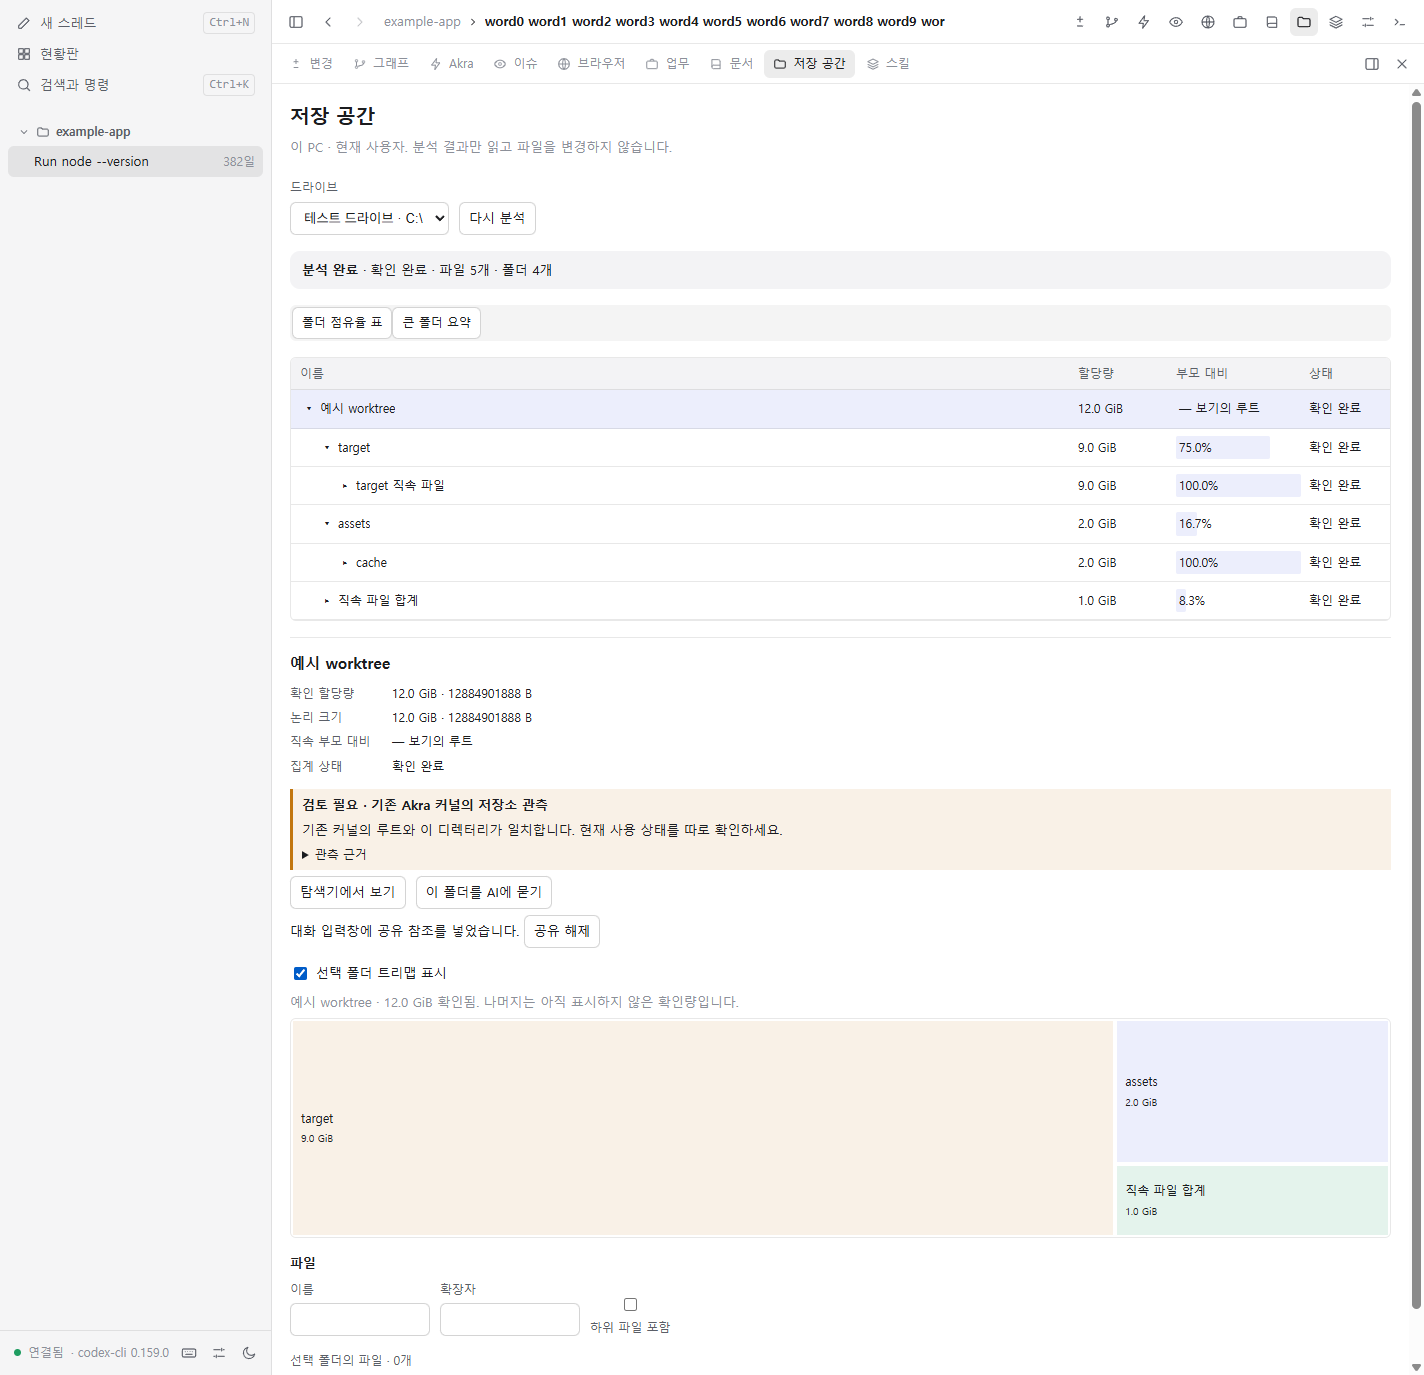 새 스레드 Ctrl+N
현황판
검색과 명령 Ctrl+K
example-app
Run node --version 382일
연결됨 · codex-cli 0.159.0
example-app › word0 word1 word2 word3 word4 word5 word6 word7 word8 word9 wor
변경 그래프 Akra 이슈 브라우저 업무 문서 저장 공간 스킬
저장 공간
이 PC · 현재 사용자. 분석 결과만 읽고 파일을 변경하지 않습니다.
드라이브
테스트 드라이브 · C:\ 다시 분석
분석 완료 · 확인 완료 · 파일 5개 · 폴더 4개
폴더 점유율 표 큰 폴더 요약
이름 할당량 부모 대비 상태
예시 worktree 12.0 GiB — 보기의 루트 확인 완료
target 9.0 GiB 75.0% 확인 완료
target 직속 파일 9.0 GiB 100.0% 확인 완료
assets 2.0 GiB 16.7% 확인 완료
cache 2.0 GiB 100.0% 확인 완료
직속 파일 합계 1.0 GiB 8.3% 확인 완료
예시 worktree
확인 할당량 12.0 GiB · 12884901888 B
논리 크기 12.0 GiB · 12884901888 B
직속 부모 대비 — 보기의 루트
집계 상태 확인 완료
검토 필요 · 기존 Akra 커널의 저장소 관측
기존 커널의 루트와 이 디렉터리가 일치합니다. 현재 사용 상태를 따로 확인하세요.
관측 근거
탐색기에서 보기 이 폴더를 AI에 묻기
대화 입력창에 공유 참조를 넣었습니다. 공유 해제
선택 폴더 트리맵 표시
예시 worktree · 12.0 GiB 확인됨. 나머지는 아직 표시하지 않은 확인량입니다.
target
9.0 GiB
assets
2.0 GiB
직속 파일 합계
1.0 GiB
파일
이름 확장자
하위 파일 포함
선택 폴더의 파일 · 0개